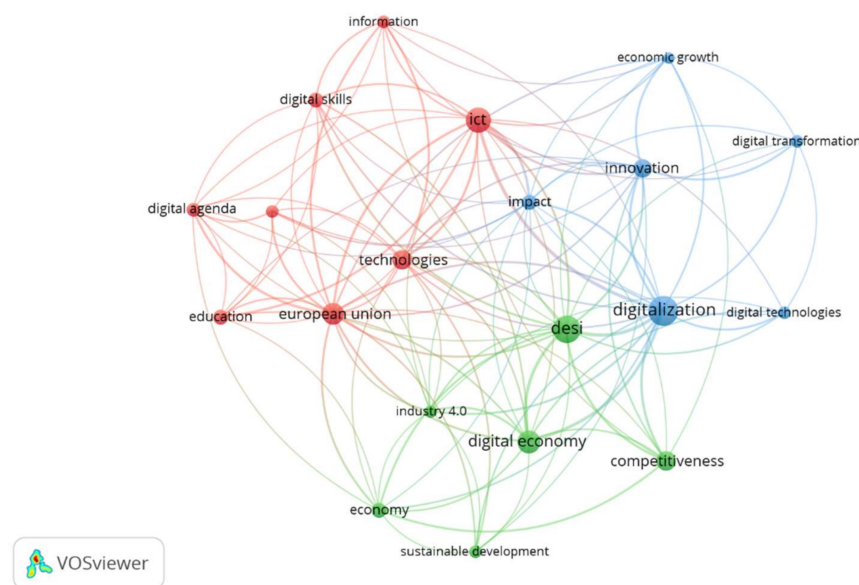 information
economic growth
digital skills
ict
digital transformation
innovation
impact
digital agenda
technologies
education
european union
digitalization
digital technologies
desi
industry 4.0
digital economy
competitiveness
economy
sustainable development
VOSviewer